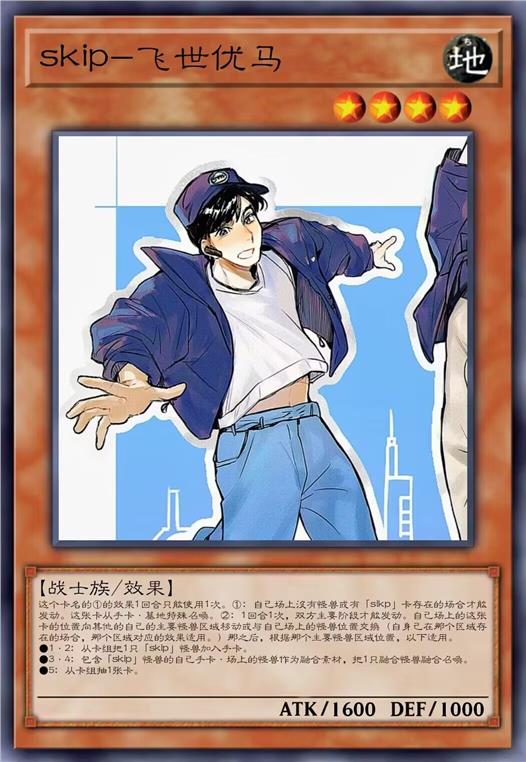 skip-飞世优马
ち
地
【战士族/效果】
这个卡名的①的效果1回合只能使用1次。①：自己场上没有怪兽或有「skip」卡存在的场合才能
发动。这张卡从手卡·墓地特殊召唤。②：1回合1次，双方主要阶段才能发动。自己场上的这张
卡的位置向其他的自己的主要怪兽区域移动或与自己场上的怪兽位置交换（自身已在那个区域存
在的场合，那个区域对应的效果适用。）那之后，根据那个主要怪兽区域位置，以下适用。
●1·2：从卡组把1只「skip」怪兽加入手卡。
●3·4：包含「skip」怪兽的自己手卡·场上的怪兽作为融合素材，把1只融合怪兽融合召唤。
●5：从卡组抽1张卡。
ATK/1600 DEF/1000